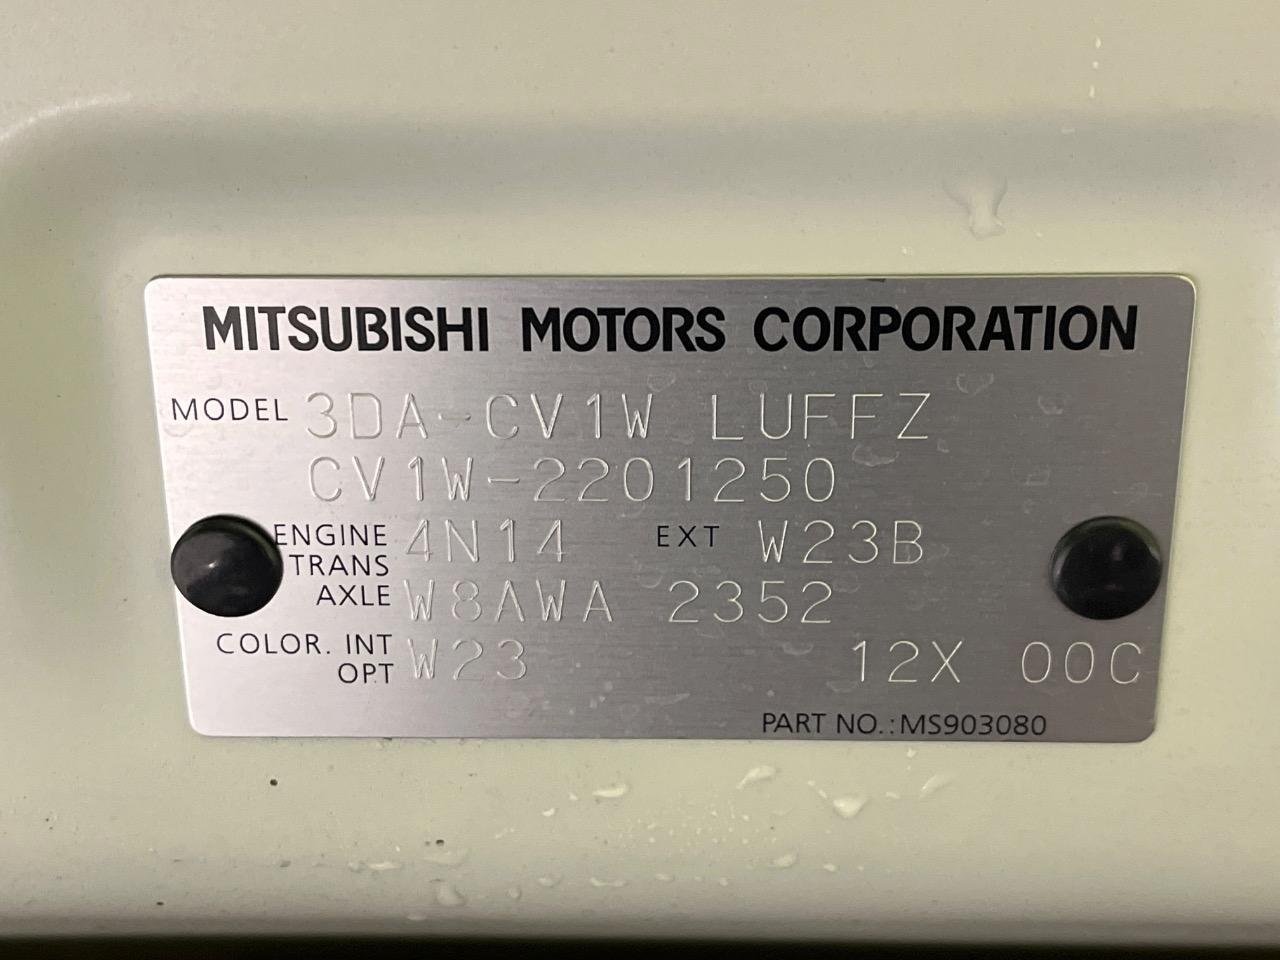 MITSUBISHI MOTORS CORPORATION
MODEL 3DA-CV1W LUFFZ
CV1W-2201250
ENGINE 4N14 EXT W23B
TRANS
AXLE W8AWA 2352
COLOR. INT W23 12X 00C
OPT
PART NO.:MS903080